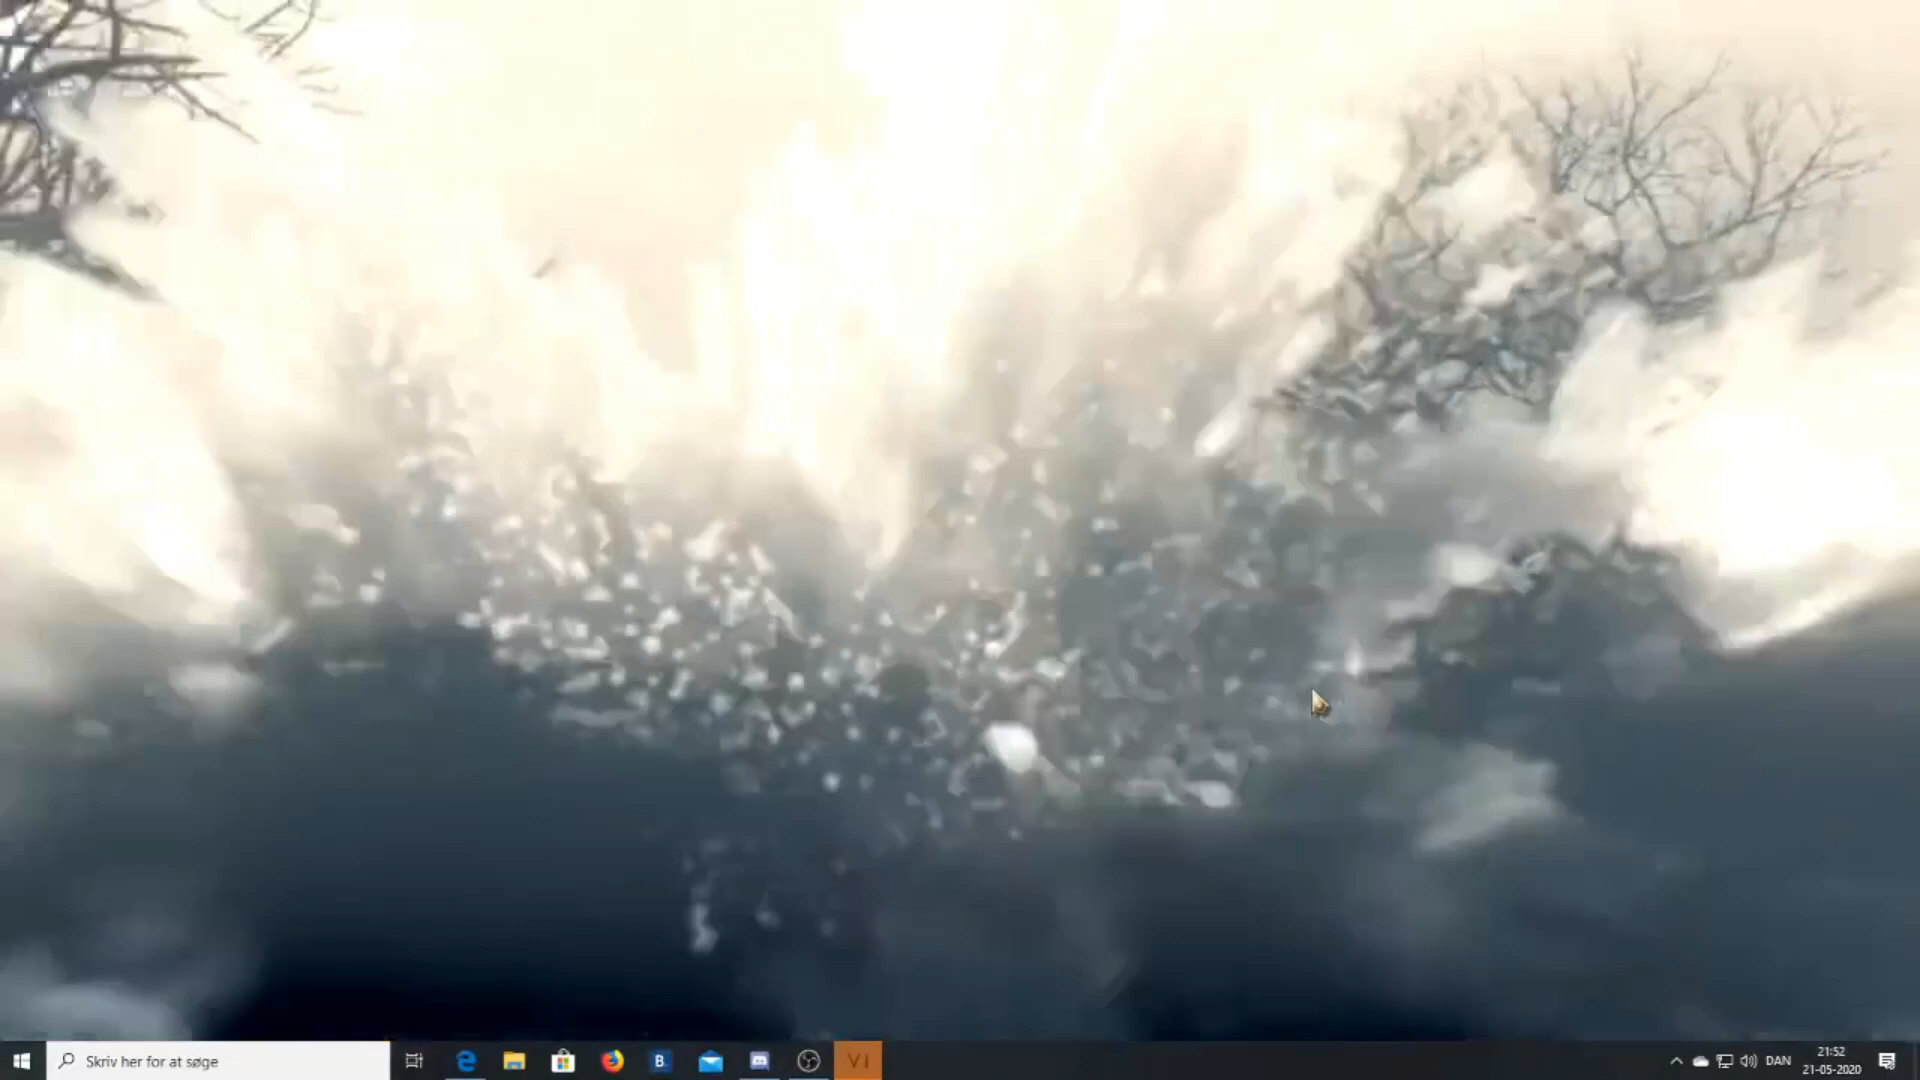 Skriv her for at søge
B.
VI
DAN
21:52
21-05-2020